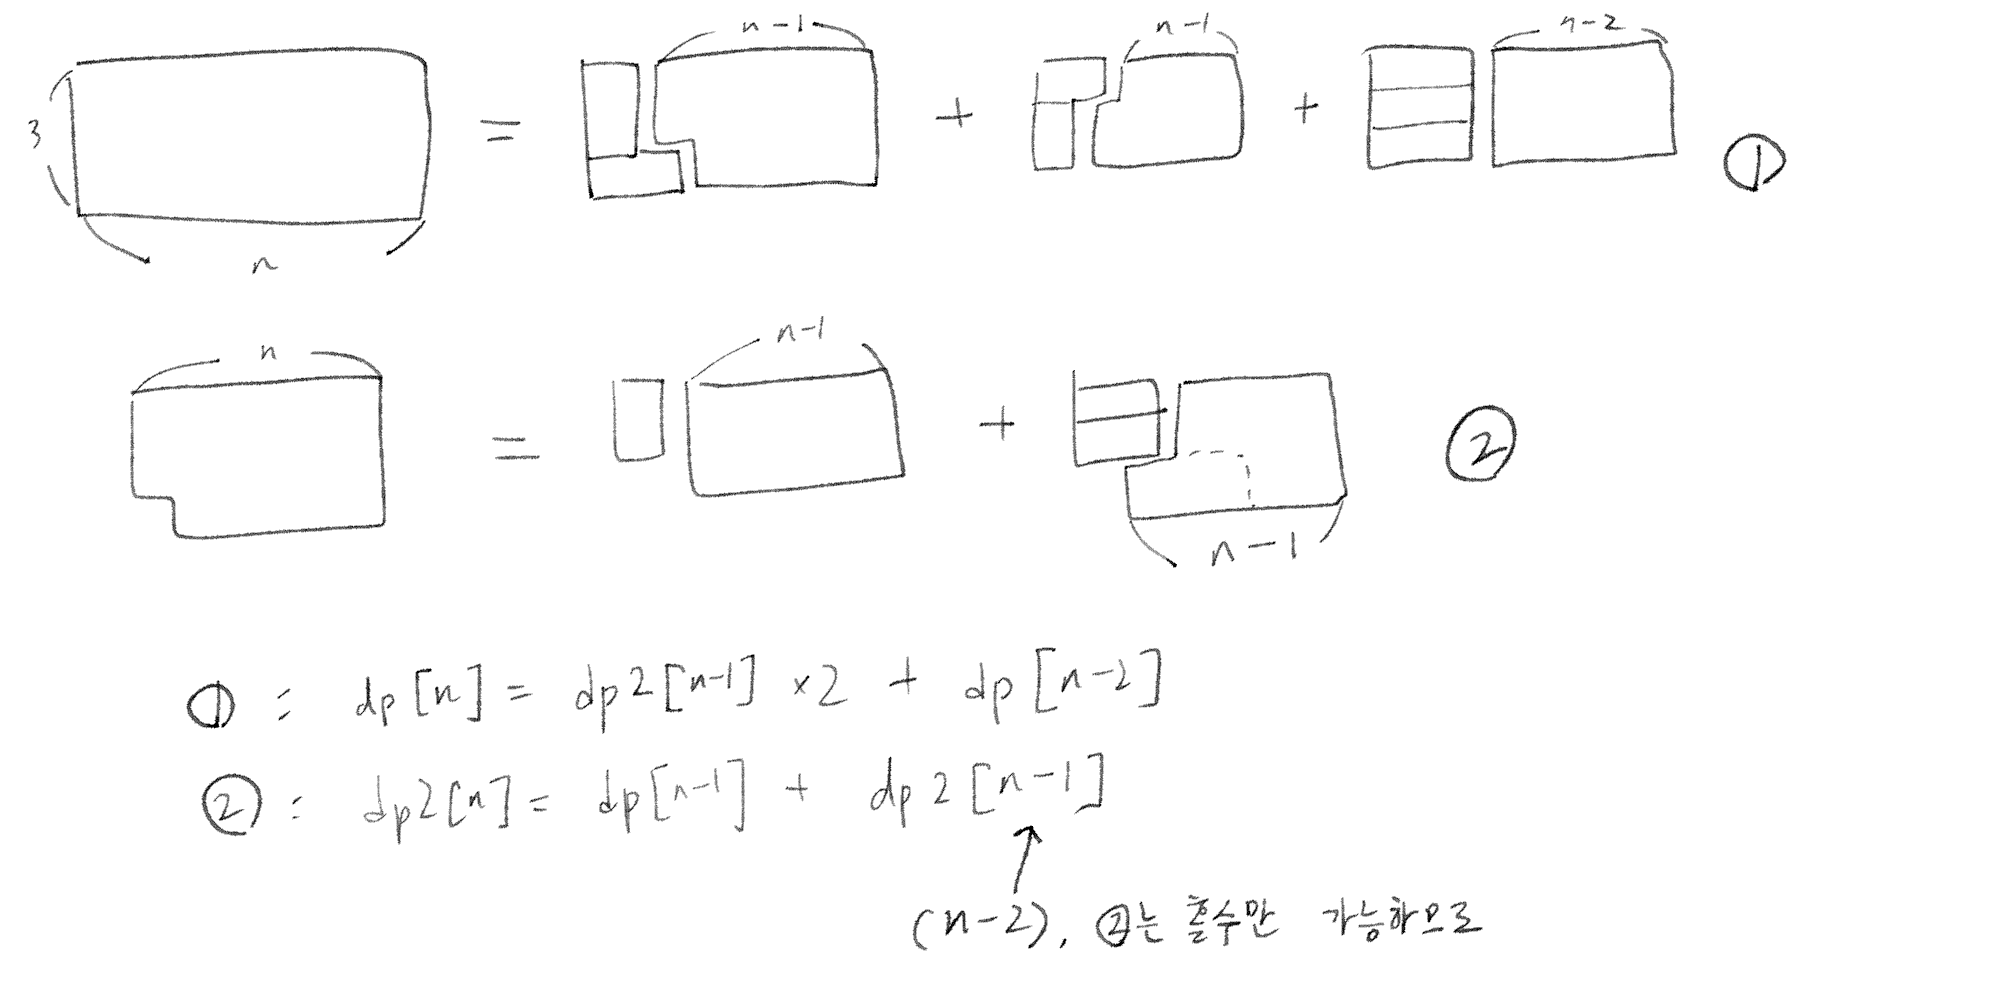 n-1
n-1
n-2
3
=
+
+
①
n
n
n-1
=
+
②
n-1
① : dp[n] = dp2[n-1] ×2 + dp[n-2]
② : dp2[n] = dp[n-1] + dp2[n-1]
(n-2), ②는 홀수만 가능하므로